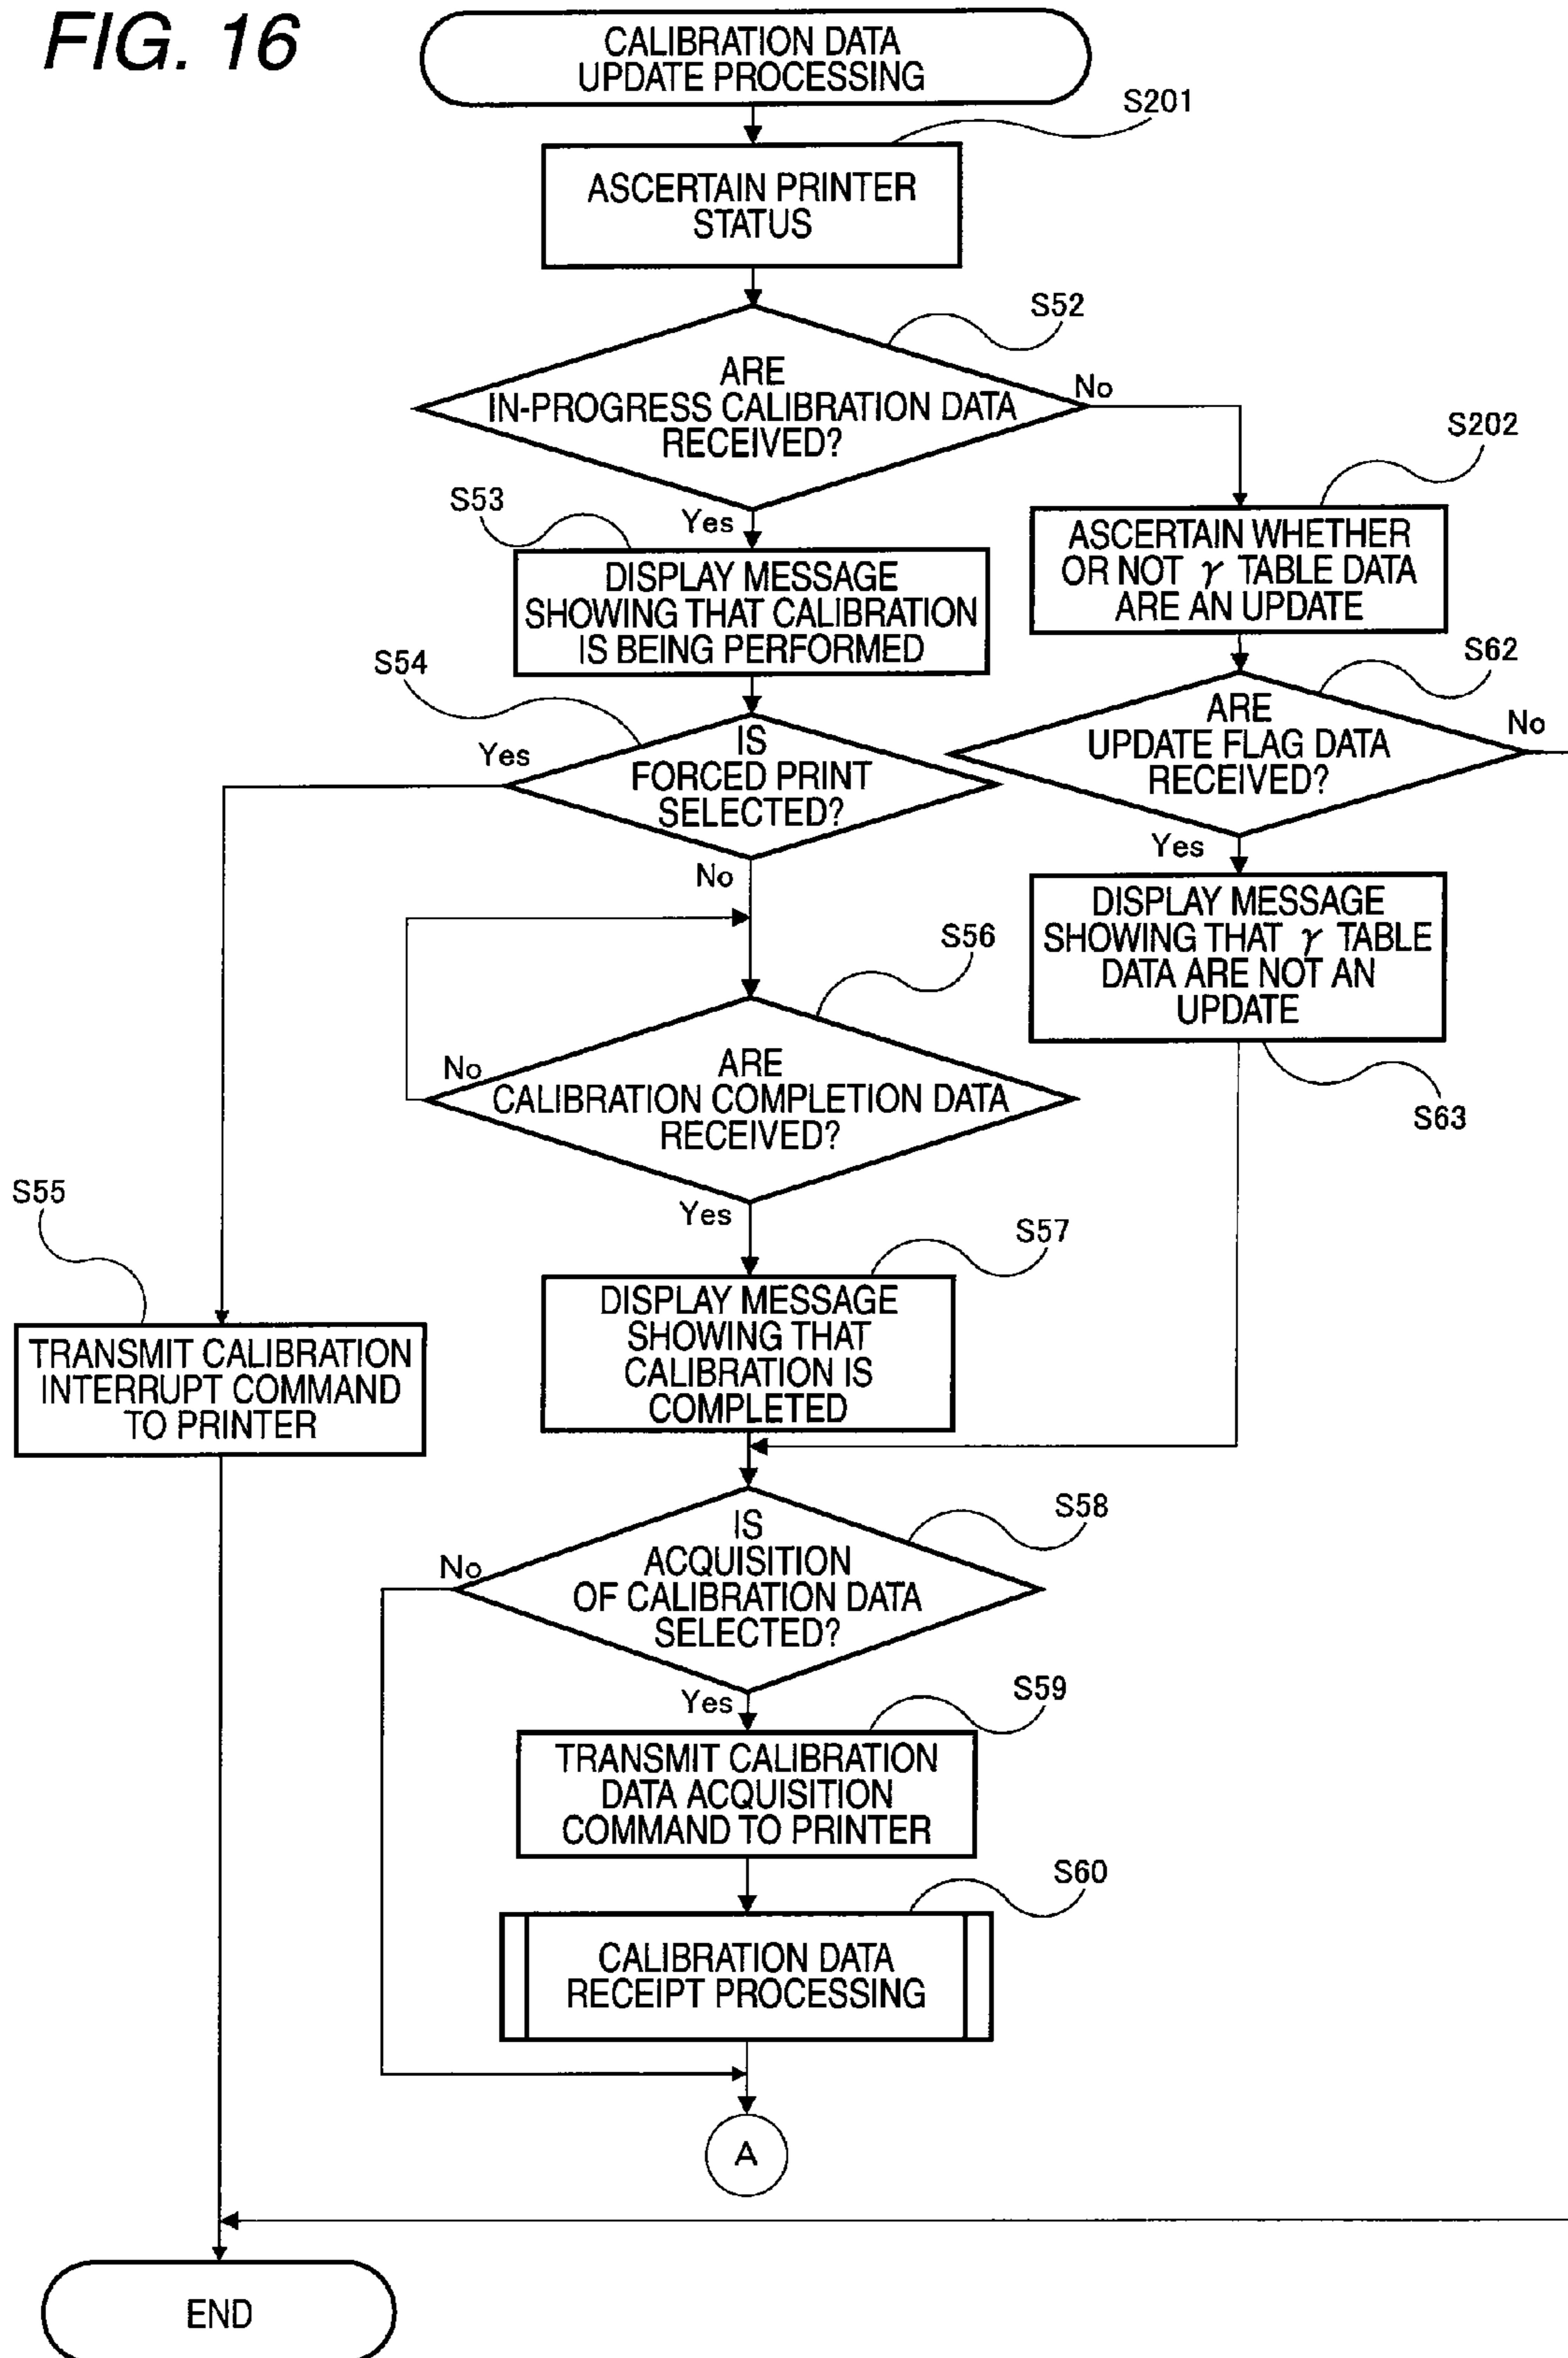 FIG. 16
CALIBRATION DATA
UPDATE PROCESSING
S201
ASCERTAIN PRINTER
STATUS
S52
ARE
IN-PROGRESS CALIBRATION DATA
RECEIVED?
No
S202
S53
Yes
ASCERTAIN WHETHER
OR NOT γ TABLE DATA
ARE AN UPDATE
DISPLAY MESSAGE
SHOWING THAT CALIBRATION
IS BEING PERFORMED
S54
S62
ARE
UPDATE FLAG DATA
RECEIVED?
No
Yes
IS
FORCED PRINT
SELECTED?
Yes
No
DISPLAY MESSAGE
SHOWING THAT γ TABLE
DATA ARE NOT AN
UPDATE
S56
No
ARE
CALIBRATION COMPLETION DATA
RECEIVED?
S63
S55
Yes
S57
DISPLAY MESSAGE
SHOWING THAT
CALIBRATION IS
COMPLETED
TRANSMIT CALIBRATION
INTERRUPT COMMAND
TO PRINTER
S58
No
IS
ACQUISITION
OF CALIBRATION DATA
SELECTED?
Yes
S59
TRANSMIT CALIBRATION
DATA ACQUISITION
COMMAND TO PRINTER
S60
CALIBRATION DATA
RECEIPT PROCESSING
A
END